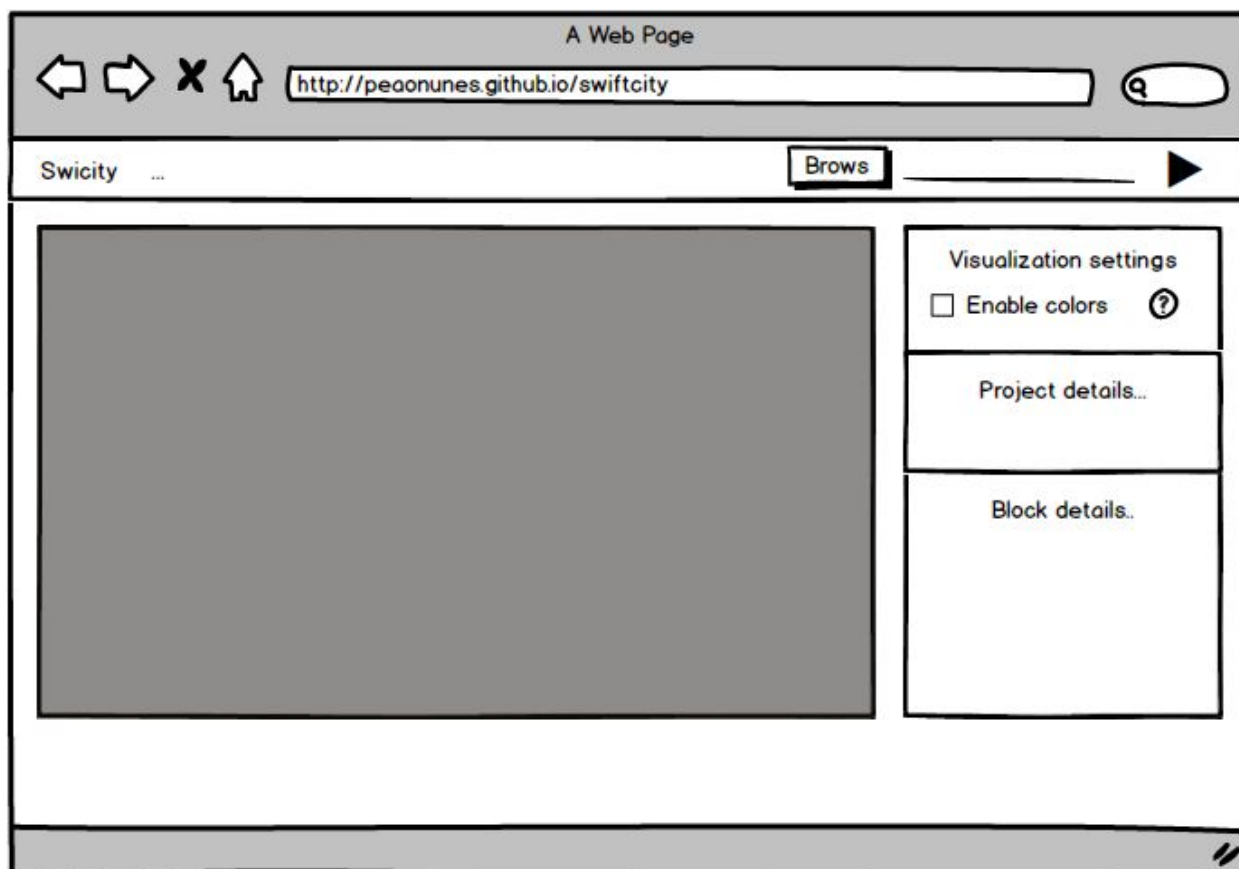 A Web Page
http://peaonunes.github.io/swiftcity
Swicity ...
Brows
Visualization settings
Enable colors ?
Project details...
Block details..